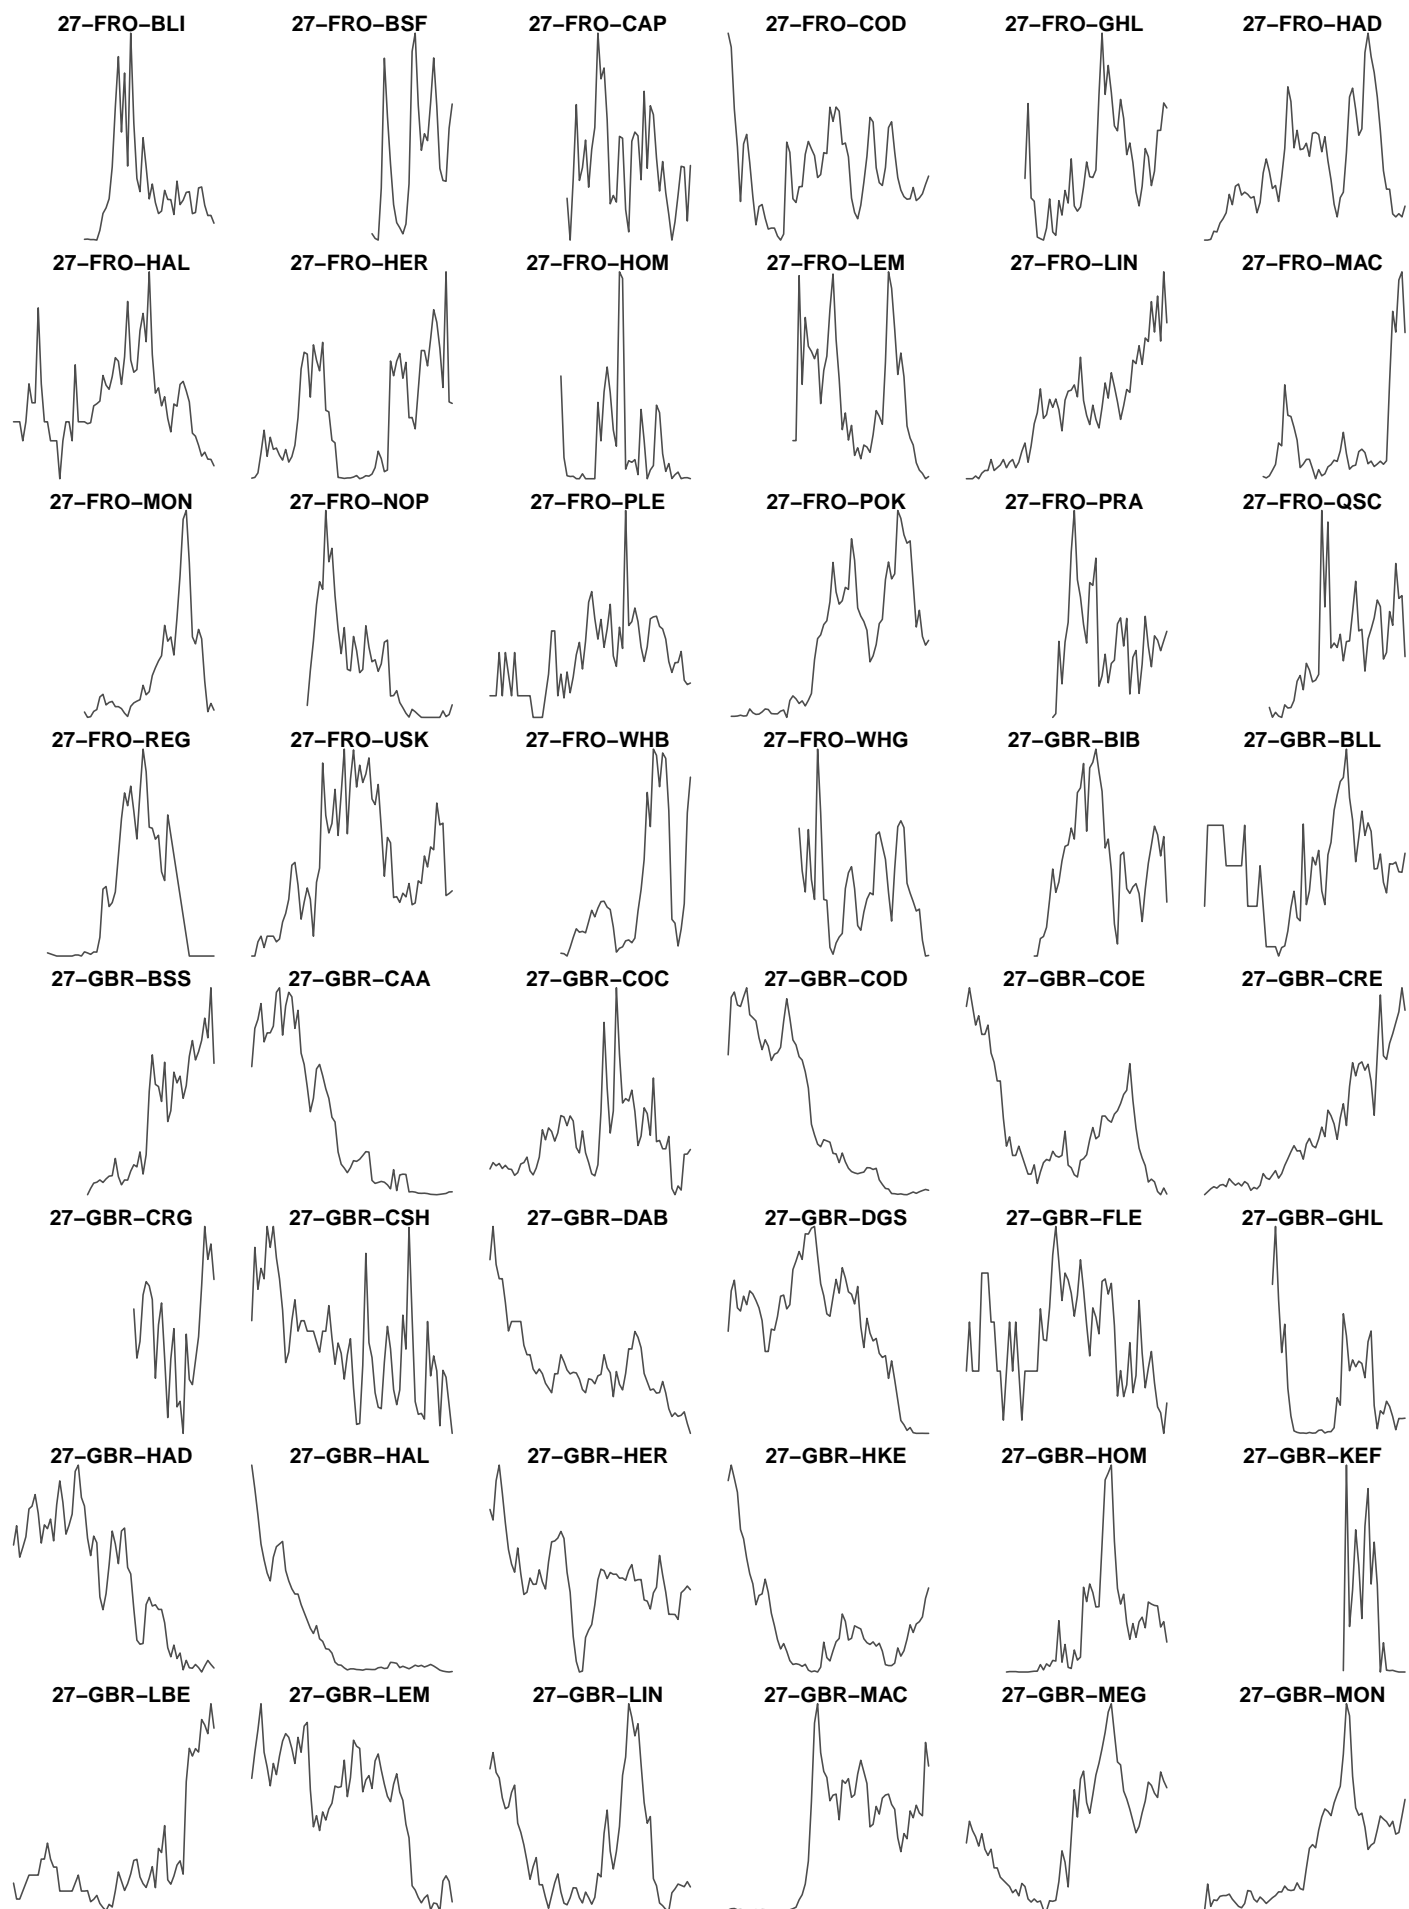 27–FRO–BLI 27–FRO–BSF 27–FRO–CAP 27–FRO–COD 27–FRO–GHL 27–FRO–HAD
27–FRO–HAL 27–FRO–HER 27–FRO–HOM 27–FRO–LEM 27–FRO–LIN 27–FRO–MAC
27–FRO–MON 27–FRO–NOP 27–FRO–PLE 27–FRO–POK 27–FRO–PRA 27–FRO–QSC
27–FRO–REG 27–FRO–USK 27–FRO–WHB 27–FRO–WHG 27–GBR–BIB 27–GBR–BLL
27–GBR–BSS 27–GBR–CAA 27–GBR–COC 27–GBR–COD 27–GBR–COE 27–GBR–CRE
27–GBR–CRG 27–GBR–CSH 27–GBR–DAB 27–GBR–DGS 27–GBR–FLE 27–GBR–GHL
27–GBR–HAD 27–GBR–HAL 27–GBR–HER 27–GBR–HKE 27–GBR–HOM 27–GBR–KEF
27–GBR–LBE 27–GBR–LEM 27–GBR–LIN 27–GBR–MAC 27–GBR–MEG 27–GBR–MON